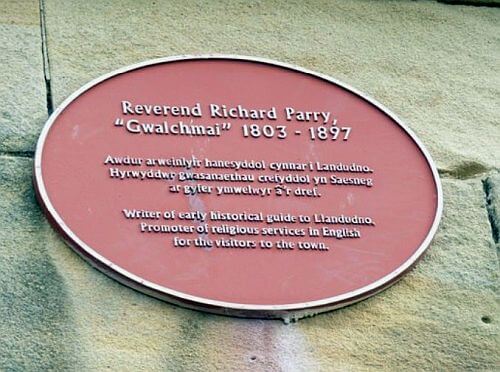 Reverend Richard Parry,
"Gwalchmai" 1803 - 1897
Awdur arweinlyfr hanesyddol cynnar i Landudno.
Hyrwyddwr gwasanaethau crefyddol yn Saesneg
ar gyfer ymwelwyr â'r dref.
Writer of early historical guide to Llandudno,
Promoter of religious services in English
for the visitors to the town.